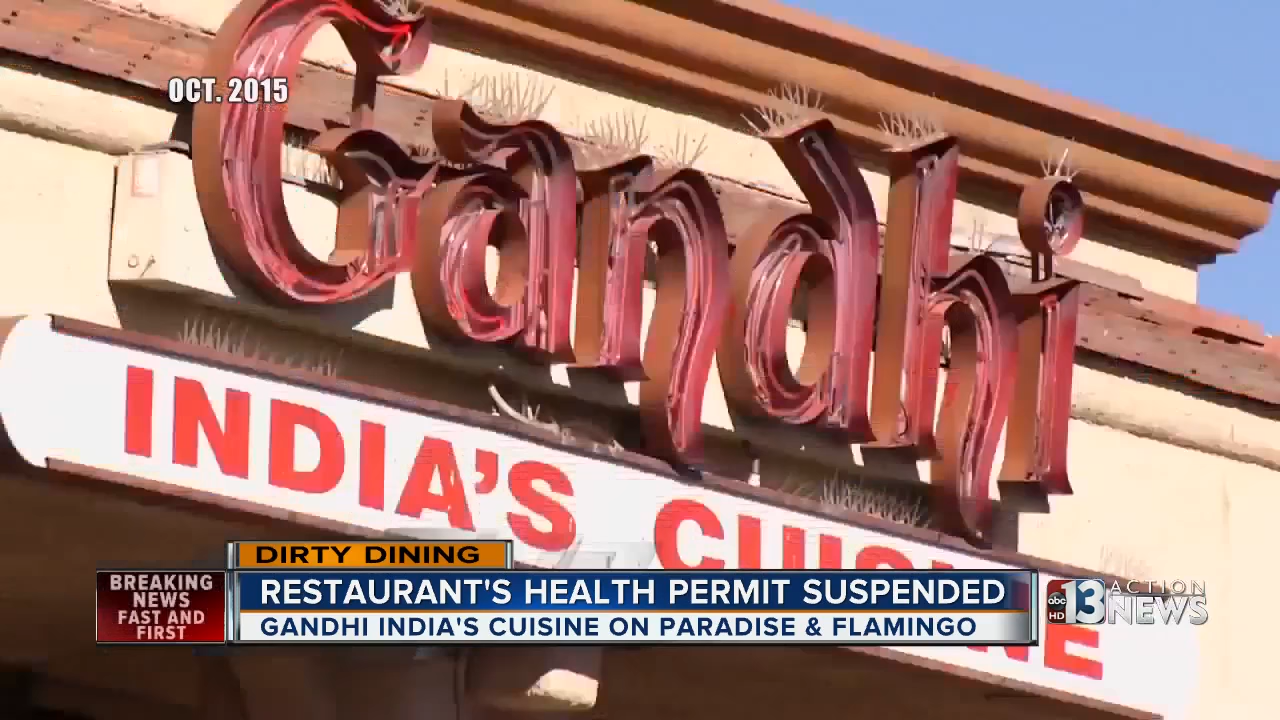 OCT. 2015
Gandhi
INDIA'S CUISINE
DIRTY DINING
BREAKING
NEWS
FAST AND
FIRST
RESTAURANT'S HEALTH PERMIT SUSPENDED
GANDHI INDIA'S CUISINE ON PARADISE & FLAMINGO
abc
HD
13
ACTION
NEWS